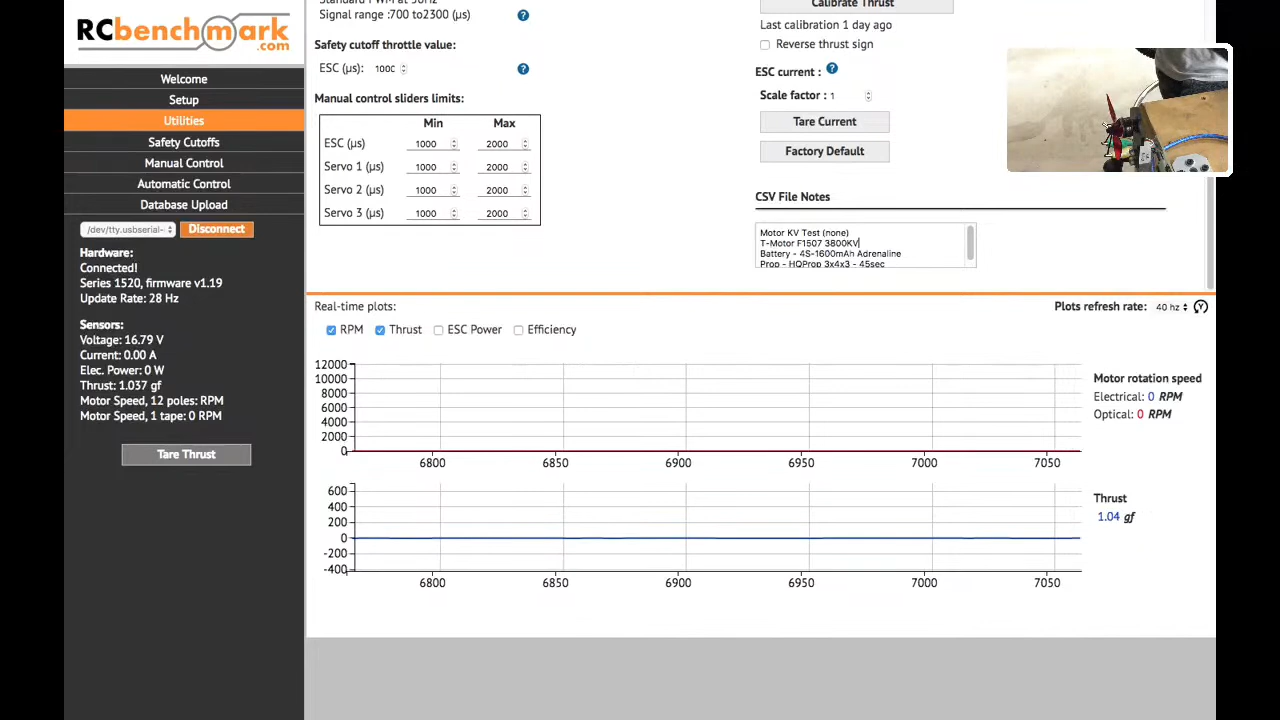 RCbenchmark
.com
Welcome
Setup
Utilities
Safety Cutoffs
Manual Control
Automatic Control
Database Upload
/dev/tty.usbserial-
Disconnect
Hardware:
Connected!
Series 1520, firmware v1.19
Update Rate: 28 Hz
Sensors:
Voltage: 16.79 V
Current: 0.00 A
Elec. Power: 0 W
Thrust: 1.037 gf
Motor Speed, 12 poles: RPM
Motor Speed, 1 tape: 0 RPM
Tare Thrust
Standard PWM at 50Hz
Signal range :700 to2300 (µs)
?
Safety cutoff throttle value:
ESC (µs): 100C
?
Manual control sliders limits:
Min Max
ESC (µs) 1000 2000
Servo 1 (µs) 1000 2000
Servo 2 (µs) 1000 2000
Servo 3 (µs) 1000 2000
Calibrate Thrust
Last calibration 1 day ago
Reverse thrust sign
ESC current : ?
Scale factor : 1
Tare Current
Factory Default
CSV File Notes
Motor KV Test (none)
T-Motor F1507 3800KV
Battery - 4S-1600mAh Adrenaline
Prop - HQProp 3x4x3 - 45sec
Real-time plots:
Plots refresh rate: 40 hz
RPM Thrust ESC Power Efficiency
12000
10000
8000
6000
4000
2000
0
6800 6850 6900 6950 7000 7050
Motor rotation speed
Electrical: 0 RPM
Optical: 0 RPM
600
400
200
0
-200
-400
6800 6850 6900 6950 7000 7050
Thrust
1.04 gf